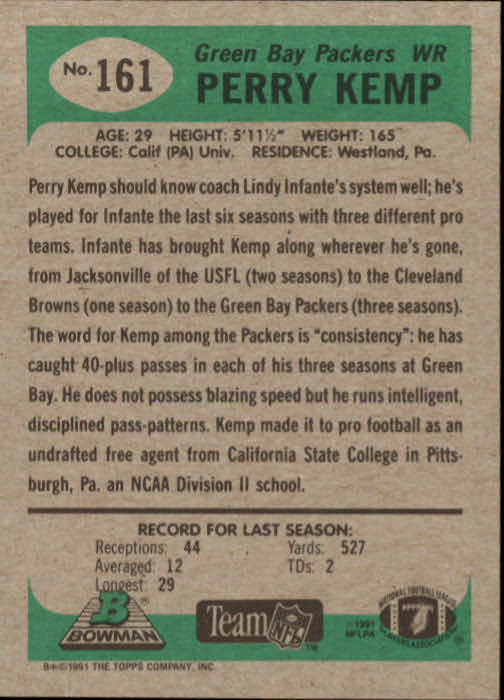 No. 161
Green Bay Packers WR
PERRY KEMP
AGE: 29 HEIGHT: 5'11½" WEIGHT: 165
COLLEGE: Calif (PA) Univ. RESIDENCE: Westland, Pa.
Perry Kemp should know coach Lindy Infante's system well; he's
played for Infante the last six seasons with three different pro
teams. Infante has brought Kemp along wherever he's gone,
from Jacksonville of the USFL (two seasons) to the Cleveland
Browns (one season) to the Green Bay Packers (three seasons).
The word for Kemp among the Packers is "consistency": he has
caught 40-plus passes in each of his three seasons at Green
Bay. He does not possess blazing speed but he runs intelligent,
disciplined pass-patterns. Kemp made it to pro football as an
undrafted free agent from California State College in Pitts-
burgh, Pa. an NCAA Division II school.
RECORD FOR LAST SEASON:
Receptions: 44 Yards: 527
Averaged: 12 TDs: 2
Longest: 29
B®
BOWMAN
Team NFL™
© 1991
NFLPA
NATIONAL FOOTBALL LEAGUE
PLAYERS ASSOCIATION
B*©1991 THE TOPPS COMPANY, INC.